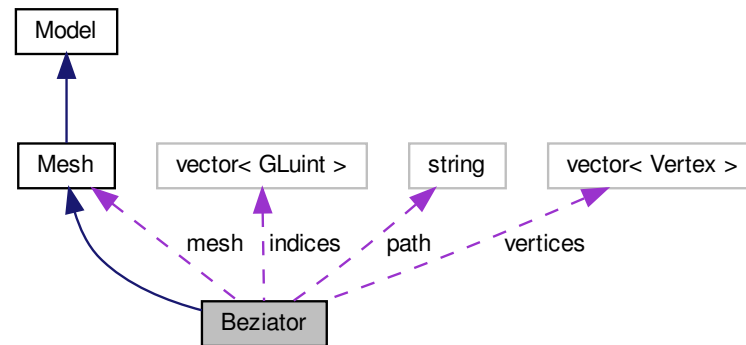 Model
Mesh
vector< GLuint >
string
vector< Vertex >
mesh
indices
path
vertices
Beziator